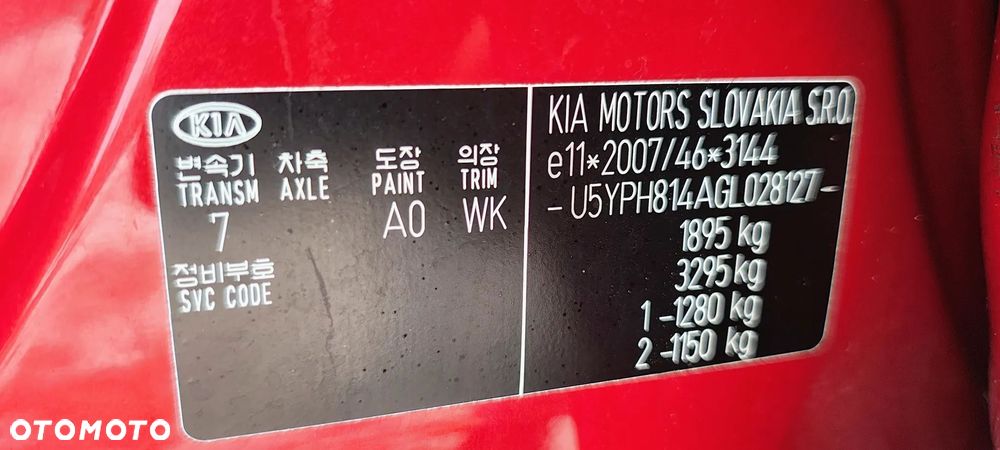 KIA
변속기 차축 도장 의장
TRANSM AXLE PAINT TRIM
7 A0 WK
정비부호
SVC CODE
KIA MOTORS SLOVAKIA S.R.O.
e11*2007/46*3144
-U5YPH814AGL028127-
1895 kg
3295 kg
1-1280 kg
2-1150 kg
OTOMOTO